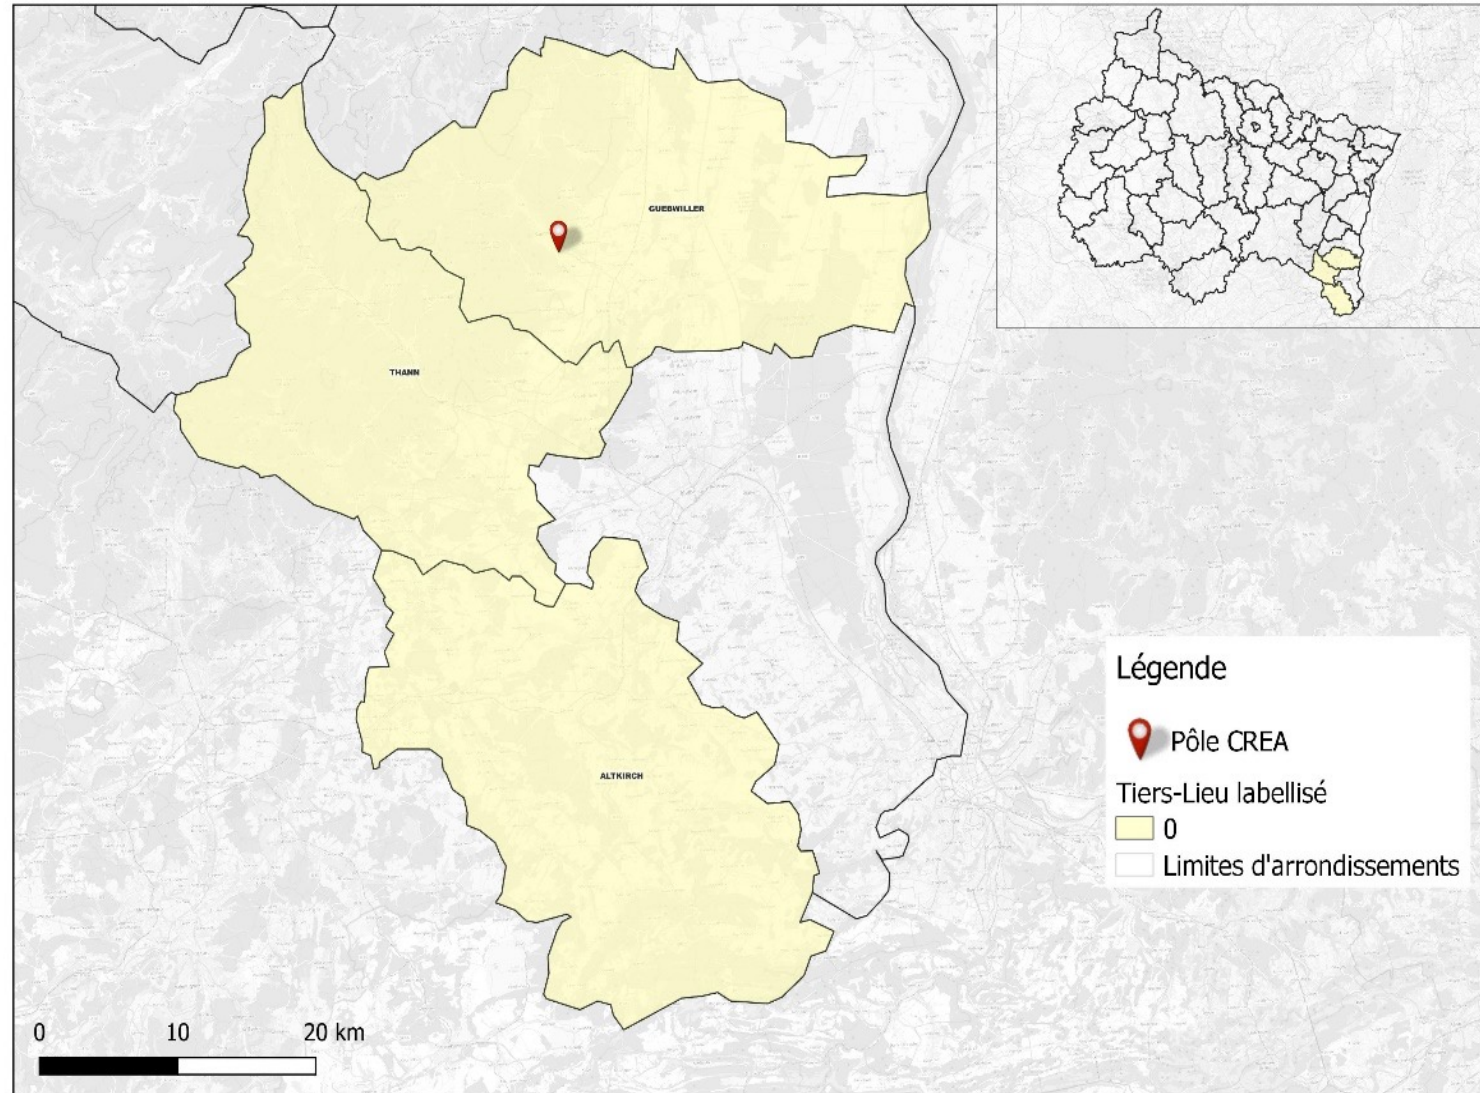 GUEBWILLER
THANN
ALTKIRCH
Légende
Pôle CREA
Tiers-Lieu labellisé
0
Limites d'arrondissements
0 10 20 km